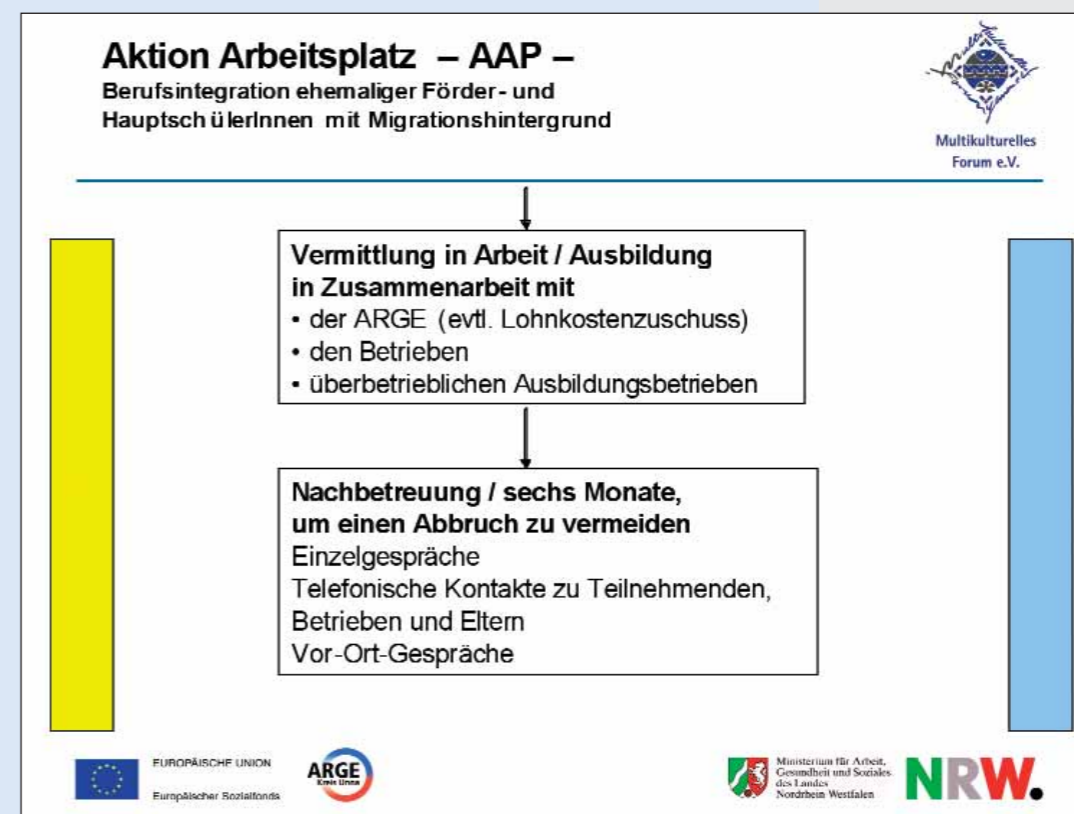 Aktion Arbeitsplatz – AAP –
Berufsintegration ehemaliger Förder- und
HauptschülerInnen mit Migrationshintergrund
Multikulturelles
Forum e.V.
Vermittlung in Arbeit / Ausbildung
in Zusammenarbeit mit
• der ARGE (evtl. Lohnkostenzuschuss)
• den Betrieben
• überbetrieblichen Ausbildungsbetrieben
Nachbetreuung / sechs Monate,
um einen Abbruch zu vermeiden
Einzelgespräche
Telefonische Kontakte zu Teilnehmenden,
Betrieben und Eltern
Vor-Ort-Gespräche
EUROPÄISCHE UNION
Europäischer Sozialfonds
ARGE
Kreis Unna
Ministerium für Arbeit,
Gesundheit und Soziales
des Landes
Nordrhein Westfalen
NRW.